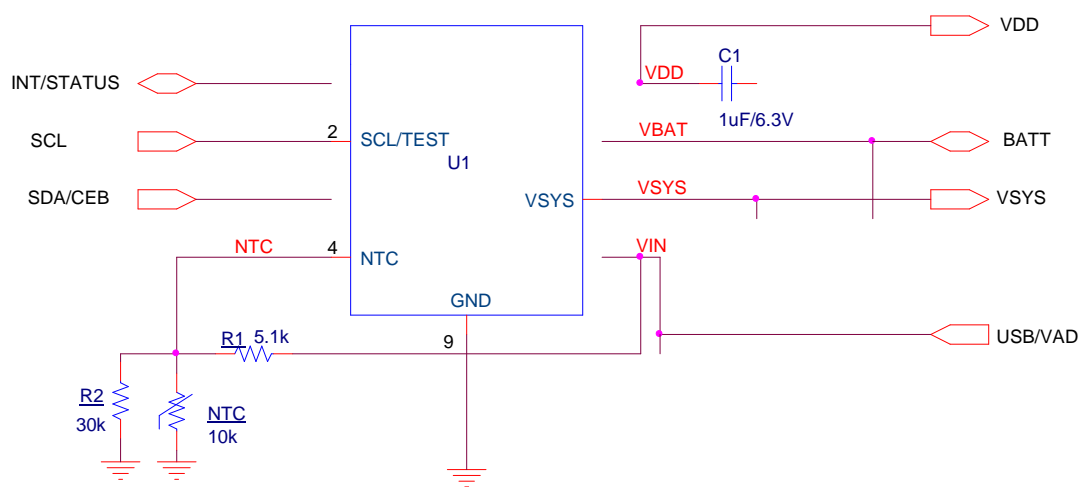 VDD
C1
INT/STATUS
VDD
1uF/6.3V
SCL
2
SCL/TEST
VBAT
BATT
U1
SDA/CEB
VSYS
VSYS
VSYS
NTC
4
NTC
VIN
GND
R1 5.1k
9
USB/VAD
R2
30k
NTC
10k